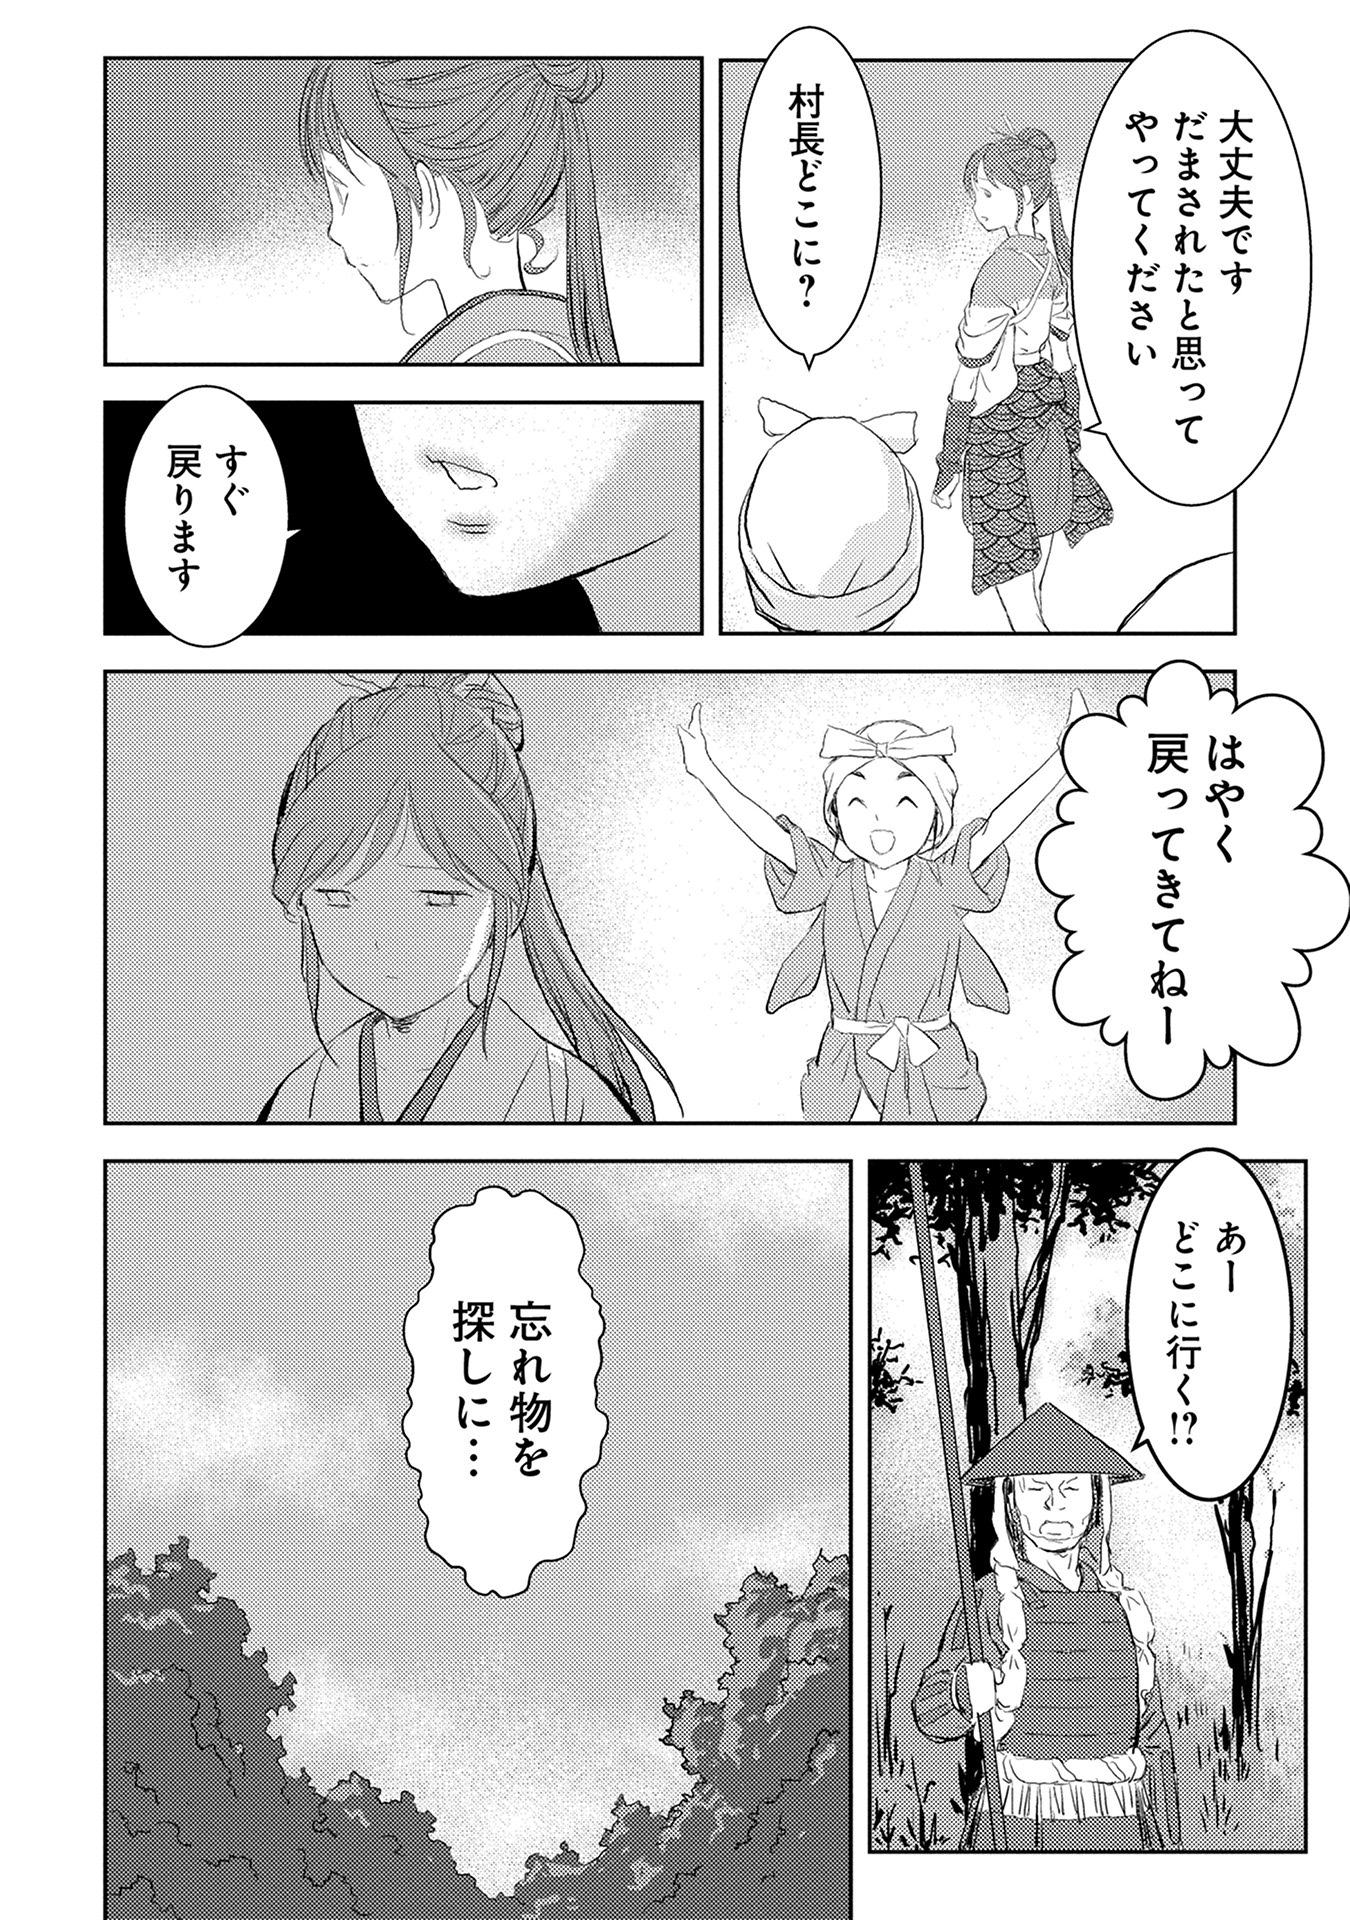 大丈夫です
だまされたと思って
やってください
村長どこに?
すぐ
戻ります
はやく
戻ってきてねー
あー
どこに行く!?
忘れ物を
探しに…